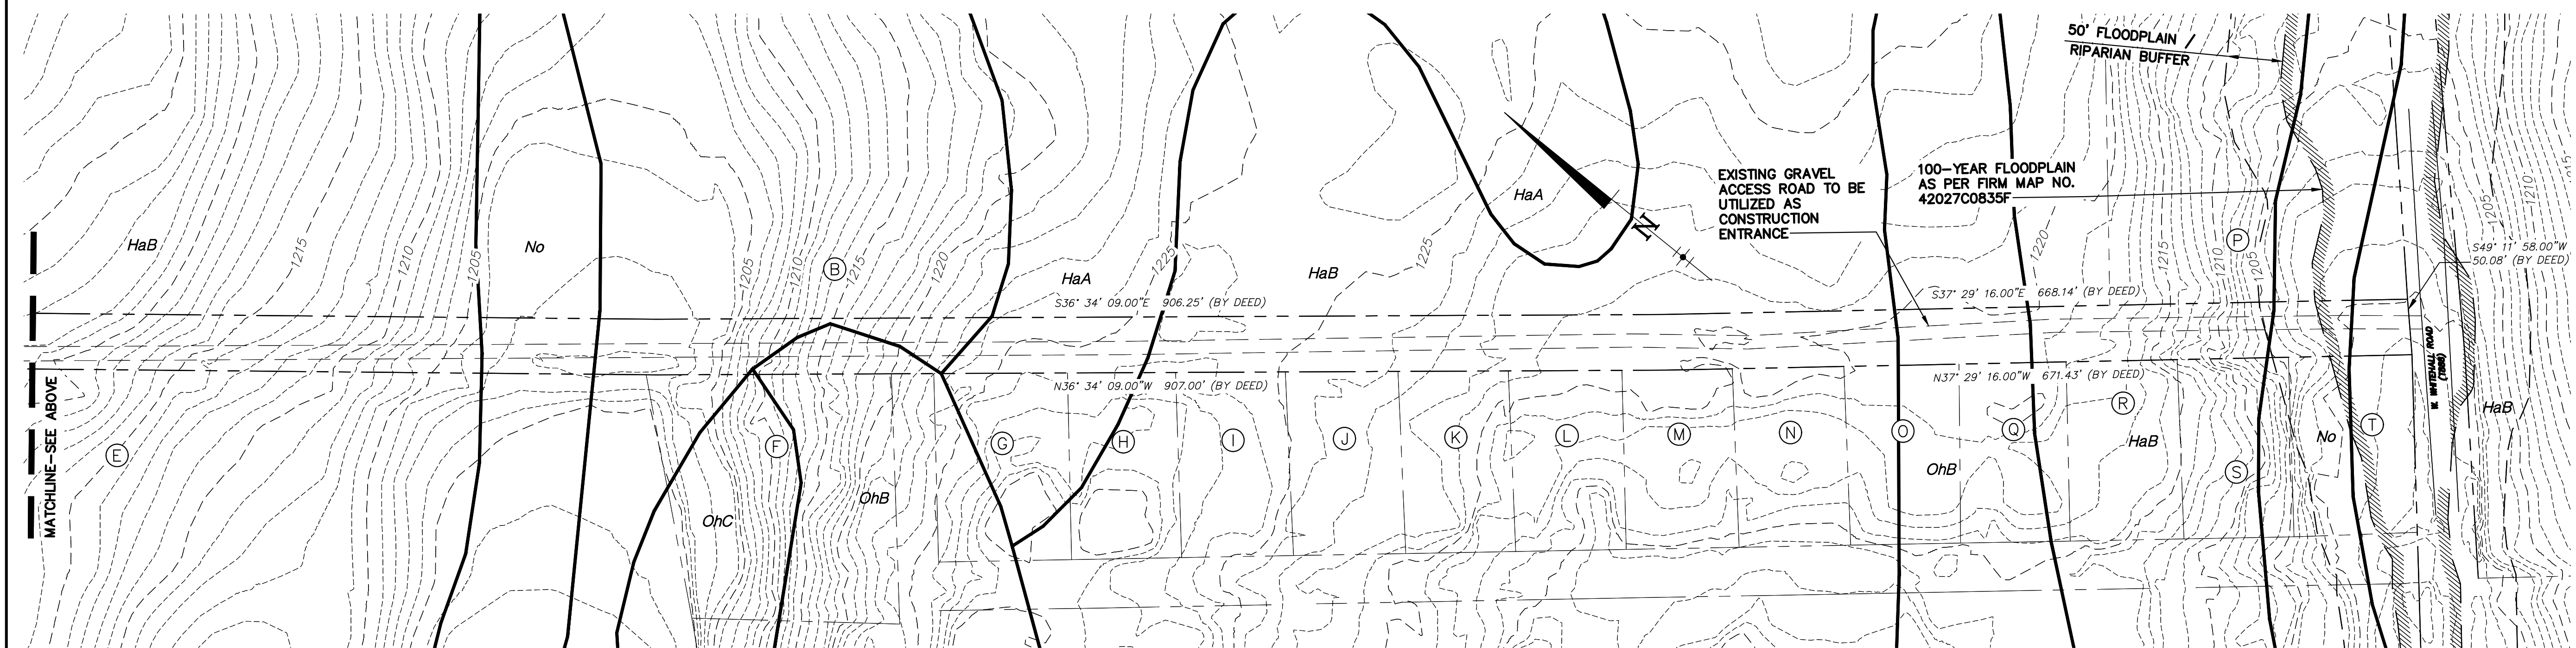 50' FLOODPLAIN /
RIPARIAN BUFFER
EXISTING GRAVEL
ACCESS ROAD TO BE
UTILIZED AS
CONSTRUCTION
ENTRANCE
100-YEAR FLOODPLAIN
AS PER FIRM MAP NO.
42027C0835F
N
HaB
1215
1210
1205
No
1205
1210
B
1215
1220
HaA
1225
HaB
1225
HaA
1220
1215
1210
1205
P
1205
1210
1215
S49° 11' 58.00"W
50.08' (BY DEED)
S36° 34' 09.00"E 906.25' (BY DEED)
S37° 29' 16.00"E 668.14' (BY DEED)
N36° 34' 09.00"W 907.00' (BY DEED)
N37° 29' 16.00"W 671.43' (BY DEED)
W. WHITEHALL ROAD
MATCHLINE-SEE ABOVE
E
F
G
H
I
J
K
L
M
N
O
Q
R
S
T
OhC
OhB
OhB
HaB
No
HaB